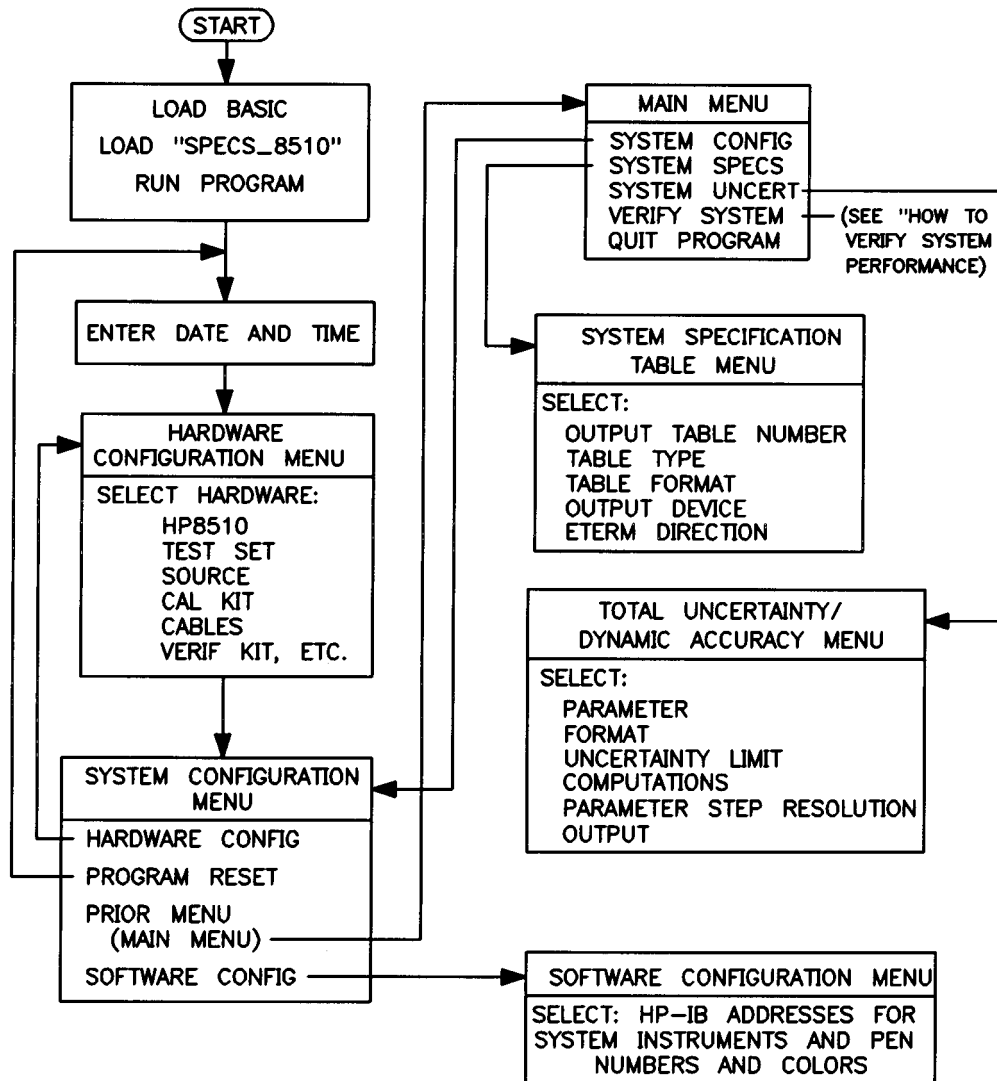 START
LOAD BASIC
LOAD "SPECS_8510"
RUN PROGRAM
ENTER DATE AND TIME
HARDWARE
CONFIGURATION MENU
SELECT HARDWARE:
HP8510
TEST SET
SOURCE
CAL KIT
CABLES
VERIF KIT, ETC.
SYSTEM CONFIGURATION
MENU
HARDWARE CONFIG
PROGRAM RESET
PRIOR MENU
(MAIN MENU)
SOFTWARE CONFIG
MAIN MENU
SYSTEM CONFIG
SYSTEM SPECS
SYSTEM UNCERT
VERIFY SYSTEM
QUIT PROGRAM
(SEE "HOW TO
VERIFY SYSTEM
PERFORMANCE)
SYSTEM SPECIFICATION
TABLE MENU
SELECT:
OUTPUT TABLE NUMBER
TABLE TYPE
TABLE FORMAT
OUTPUT DEVICE
ETERM DIRECTION
TOTAL UNCERTAINTY/
DYNAMIC ACCURACY MENU
SELECT:
PARAMETER
FORMAT
UNCERTAINTY LIMIT
COMPUTATIONS
PARAMETER STEP RESOLUTION
OUTPUT
SOFTWARE CONFIGURATION MENU
SELECT: HP-IB ADDRESSES FOR
SYSTEM INSTRUMENTS AND PEN
NUMBERS AND COLORS